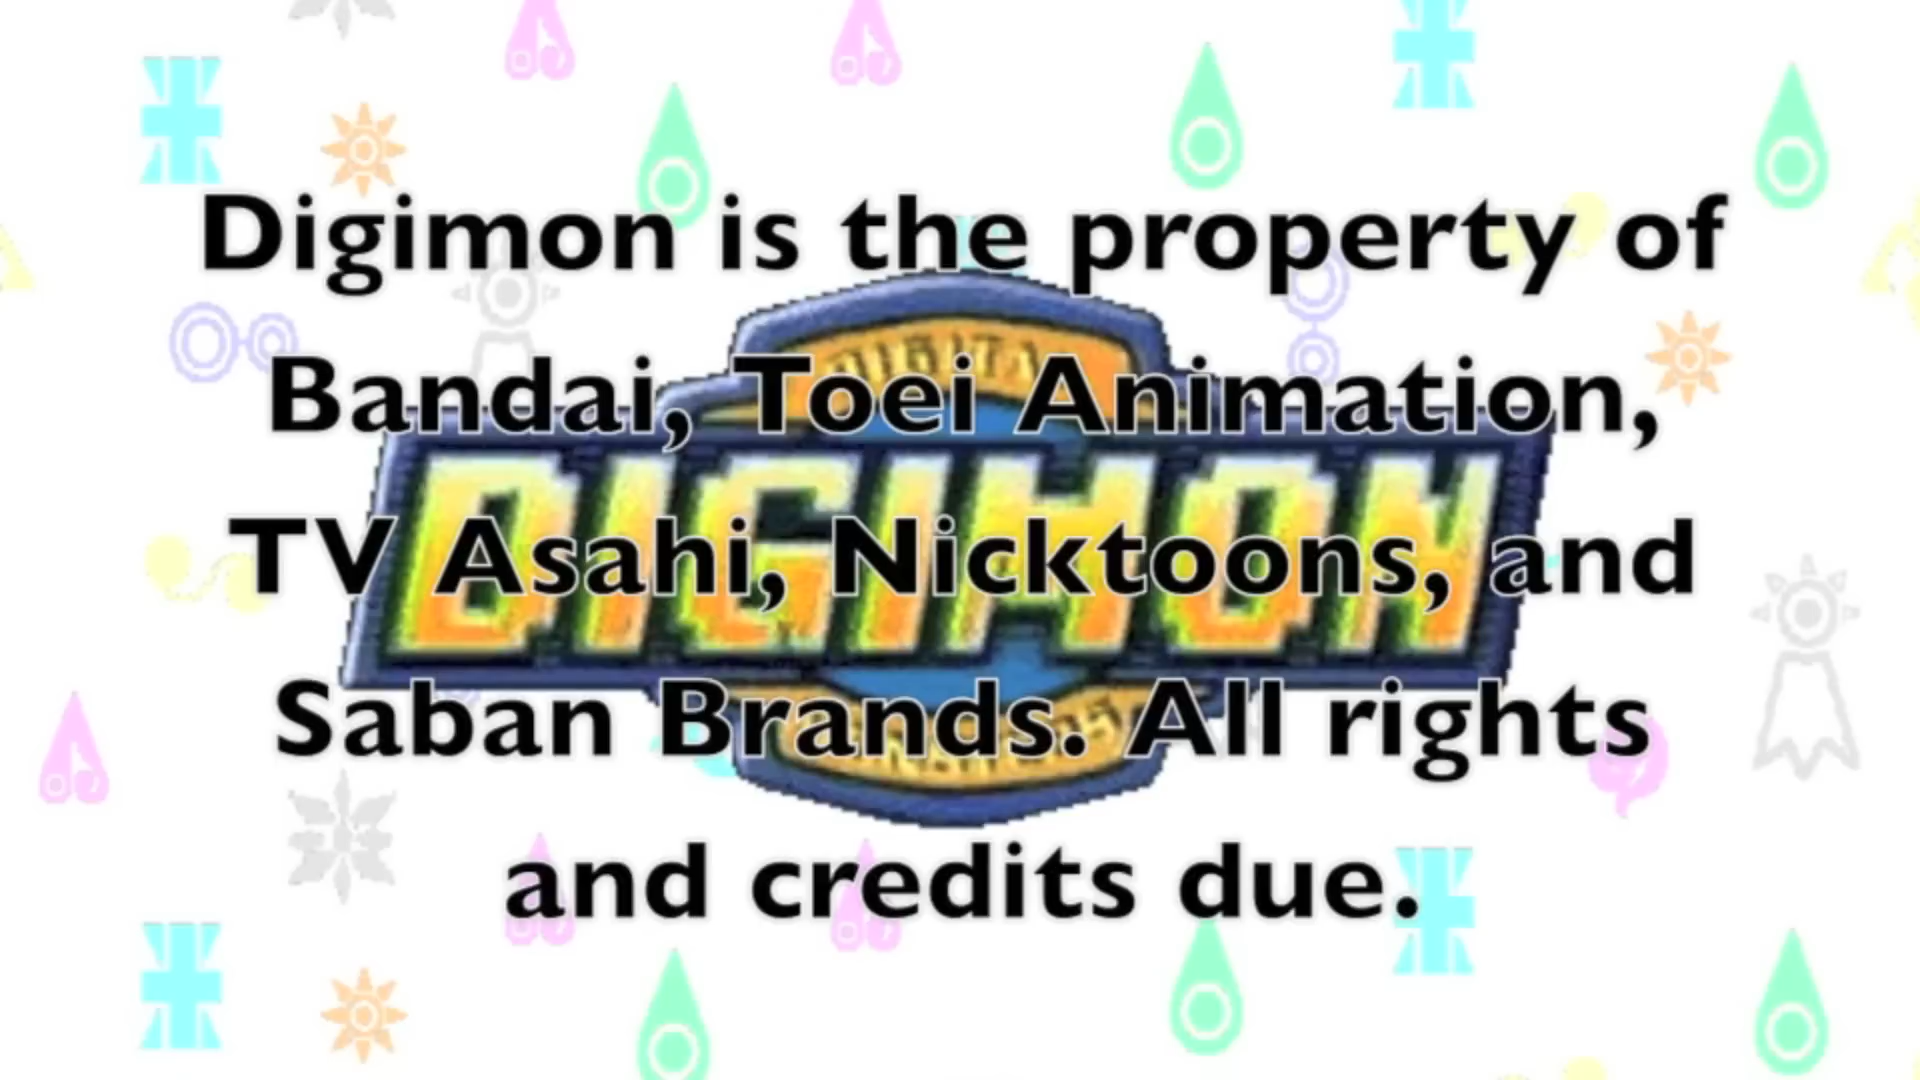 Digimon is the property of
Bandai, Toei Animation,
TV Asahi, Nicktoons, and
Saban Brands. All rights
and credits due.
DIGIMON